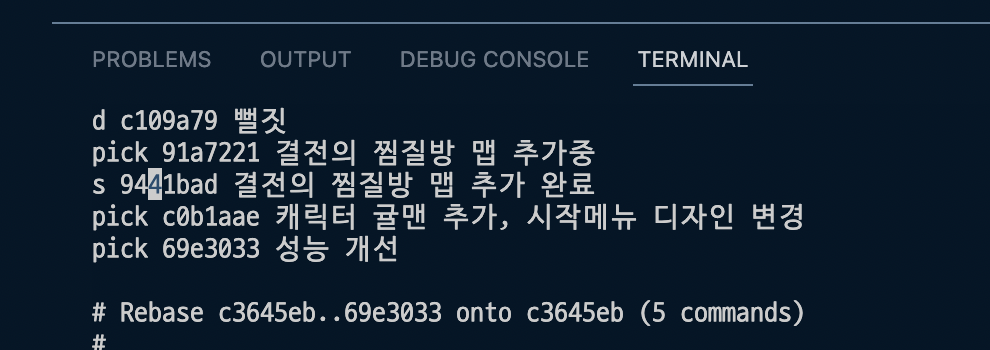 PROBLEMS OUTPUT DEBUG CONSOLE TERMINAL
d c109a79 뻘짓
pick 91a7221 결전의 찜질방 맵 추가중
s 9441bad 결전의 찜질방 맵 추가 완료
pick c0b1aae 캐릭터 귤맨 추가, 시작메뉴 디자인 변경
pick 69e3033 성능 개선
# Rebase c3645eb..69e3033 onto c3645eb (5 commands)
#